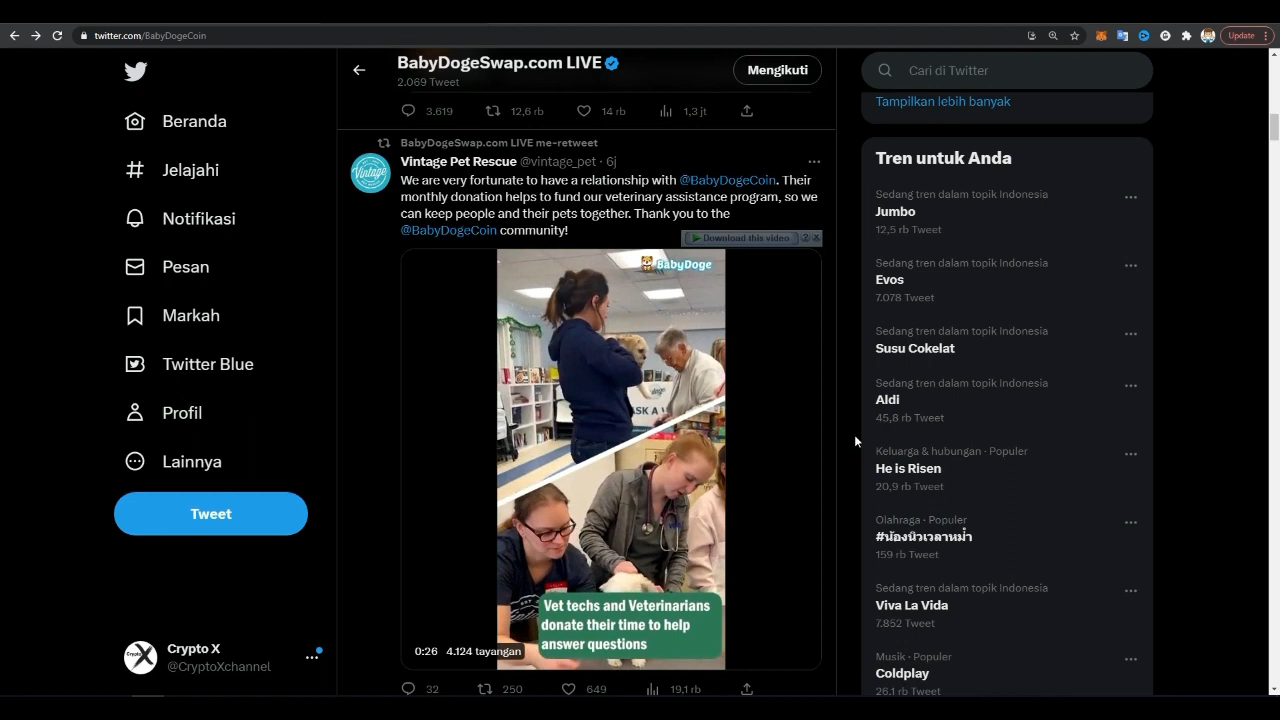 twitter.com/BabyDogeCoin
Update
Beranda
Jelajahi
Notifikasi
Pesan
Markah
Twitter Blue
Profil
Lainnya
Tweet
Crypto X
@CryptoXchannel
BabyDogeSwap.com LIVE
2.069 Tweet
Mengikuti
3.619 12,6 rb 14 rb 1,3 jt
BabyDogeSwap.com LIVE me-retweet
Vintage Pet Rescue @vintage_pet · 6j
We are very fortunate to have a relationship with @BabyDogeCoin. Their
monthly donation helps to fund our veterinary assistance program, so we
can keep people and their pets together. Thank you to the
@BabyDogeCoin community!
Download this video ? X
Vintage
BabyDoge
ASK A
Vet techs and Veterinarians
donate their time to help
answer questions
0:26 4.124 tayangan
32 250 649 19,1 rb
Cari di Twitter
Tampilkan lebih banyak
Tren untuk Anda
Sedang tren dalam topik Indonesia
Jumbo
12,5 rb Tweet
Sedang tren dalam topik Indonesia
Evos
7.078 Tweet
Sedang tren dalam topik Indonesia
Susu Cokelat
Sedang tren dalam topik Indonesia
Aldi
45,8 rb Tweet
Keluarga & hubungan · Populer
He is Risen
20,9 rb Tweet
Olahraga · Populer
#น้องนิวเวลาหม่ำ
159 rb Tweet
Sedang tren dalam topik Indonesia
Viva La Vida
7.852 Tweet
Musik · Populer
Coldplay
26,1 rb Tweet